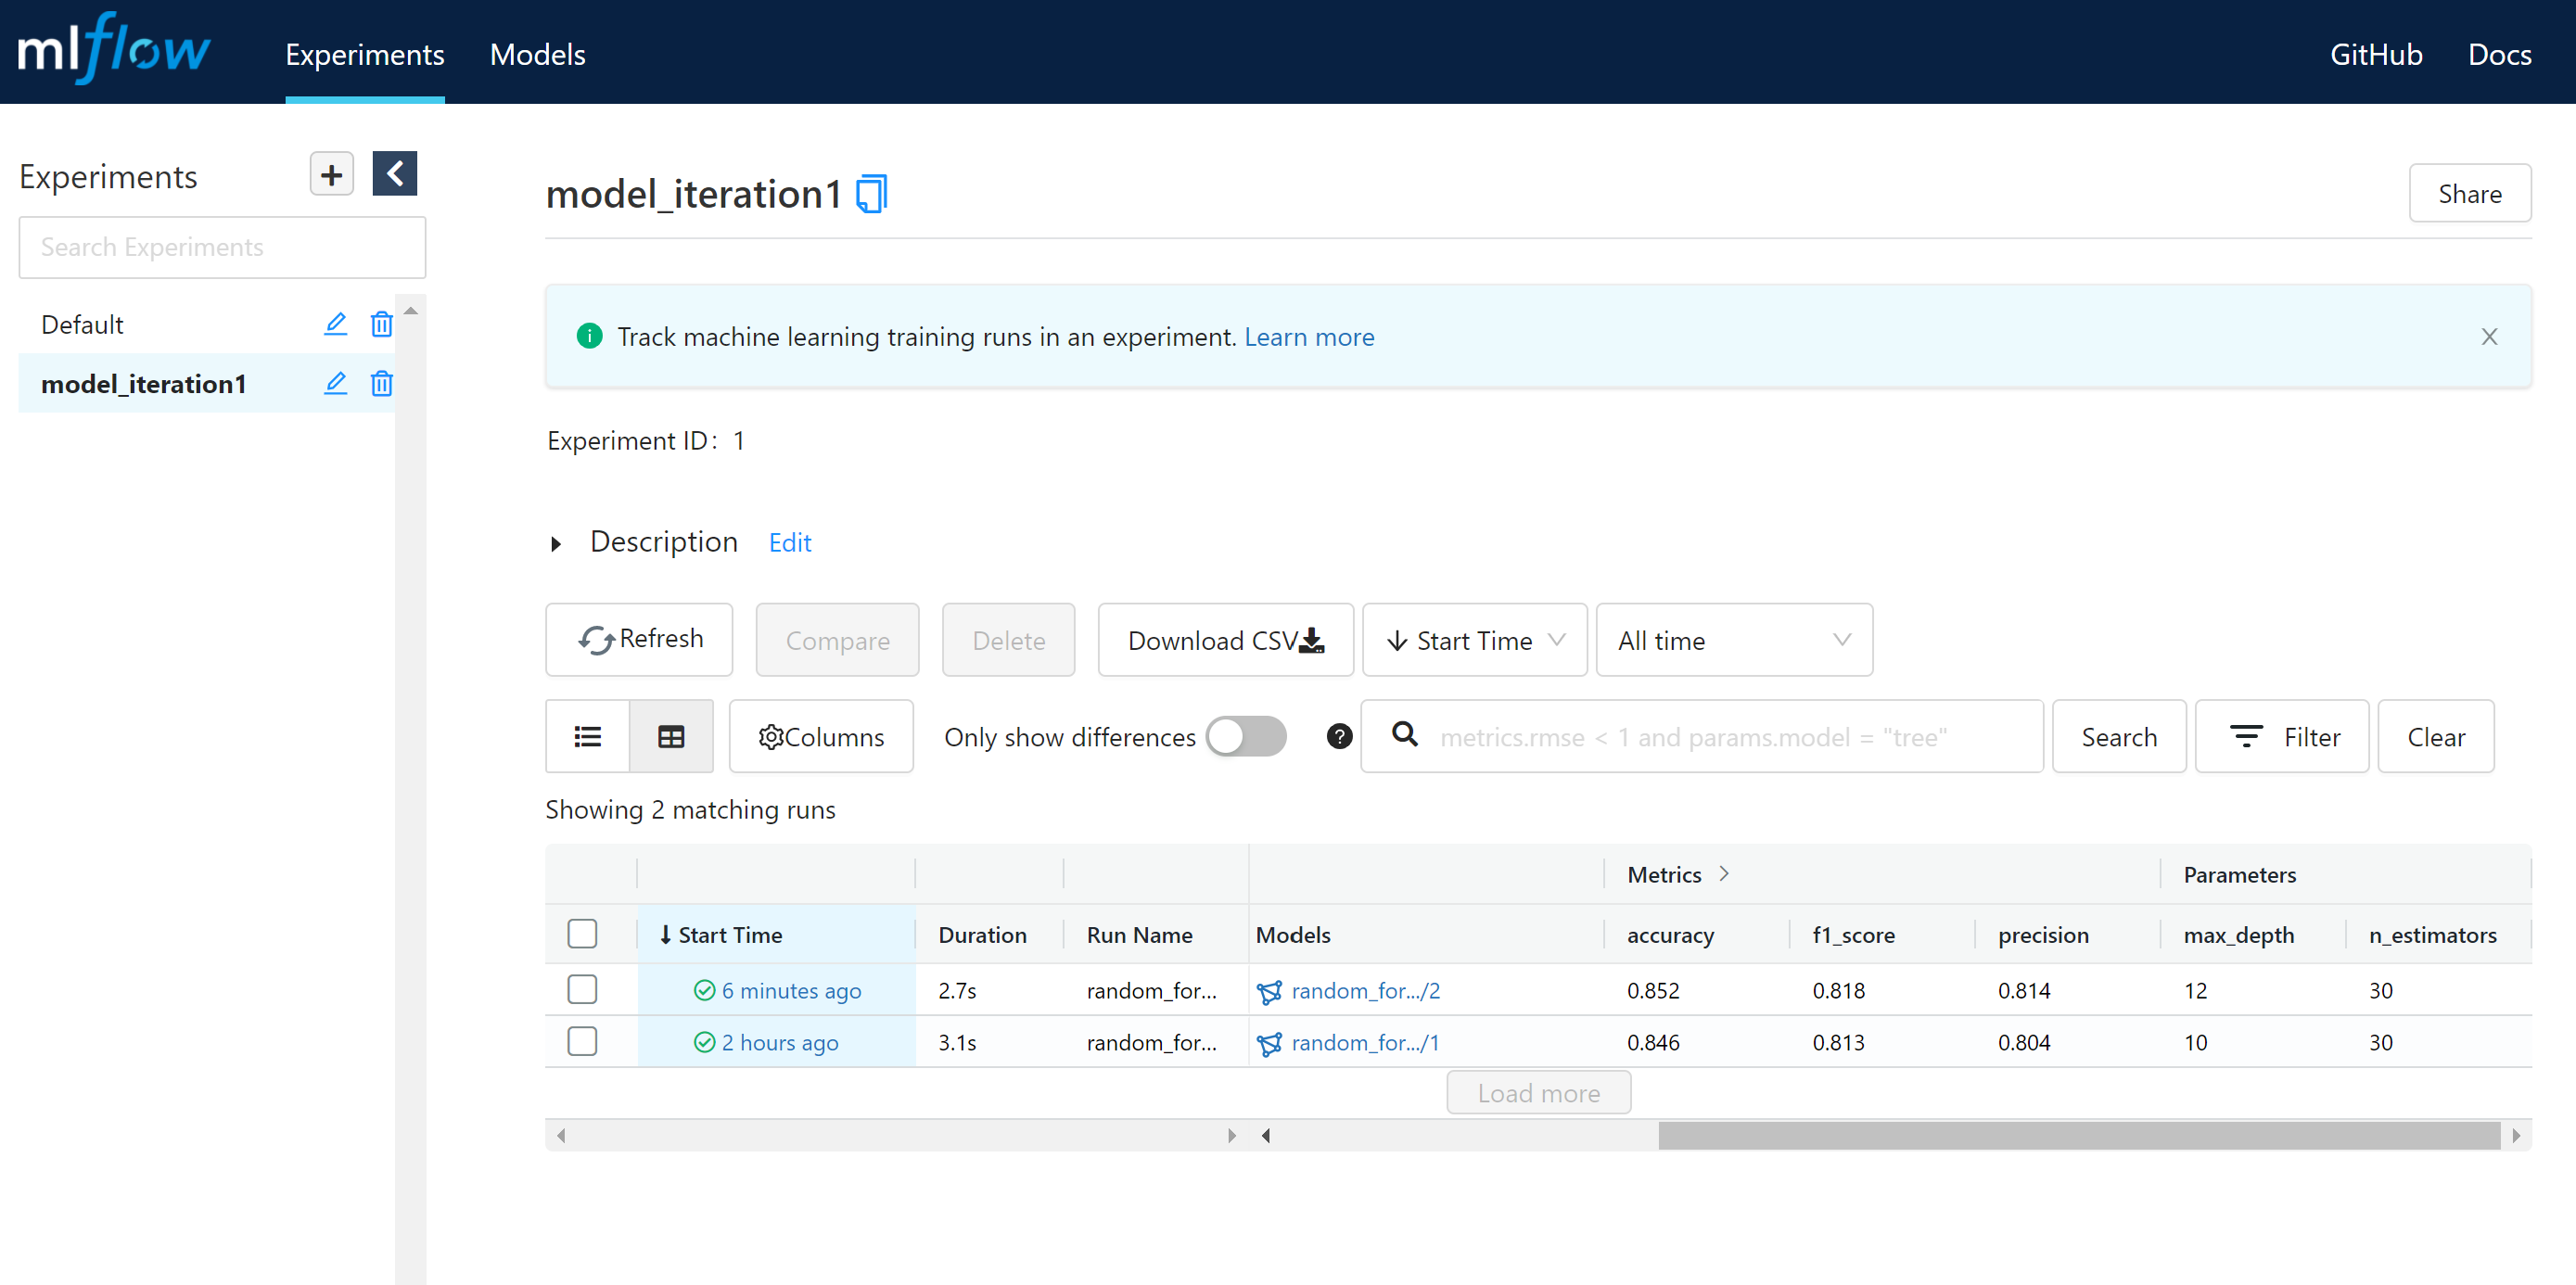 mlflow Experiments Models GitHub Docs
Experiments
Search Experiments
Default
model_iteration1
model_iteration1 Share
Track machine learning training runs in an experiment. Learn more
Experiment ID: 1
Description Edit
Refresh Compare Delete Download CSV Start Time All time
Columns Only show differences ? metrics.rmse < 1 and params.model = "tree" Search Filter Clear
Showing 2 matching runs
Metrics Parameters
Start Time Duration Run Name Models accuracy f1_score precision max_depth n_estimators
6 minutes ago 2.7s random_for... random_for.../2 0.852 0.818 0.814 12 30
2 hours ago 3.1s random_for... random_for.../1 0.846 0.813 0.804 10 30
Load more